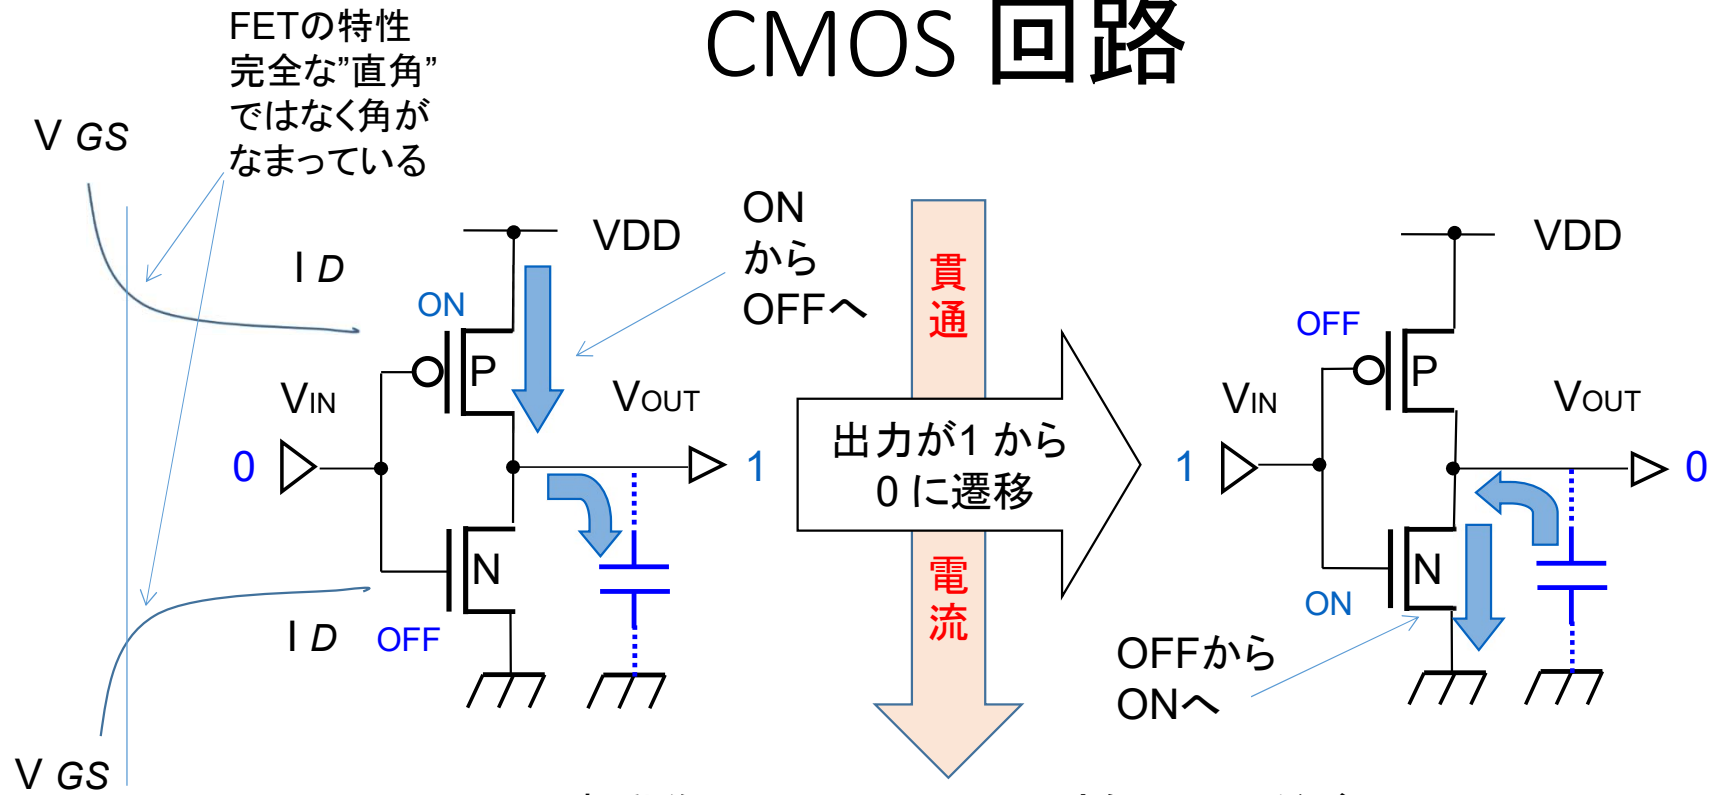 CMOS 回路
FETの特性
完全な”直角”
ではなく角が
なまっている
V GS
I D
VDD
ON
から
OFFへ
ON
P
VIN
VOUT
0
1
N
I D
OFF
V GS
貫
通
出力が1 から
0 に遷移
電
流
VDD
OFF
P
VIN
VOUT
1
0
N
ON
OFFから
ONへ